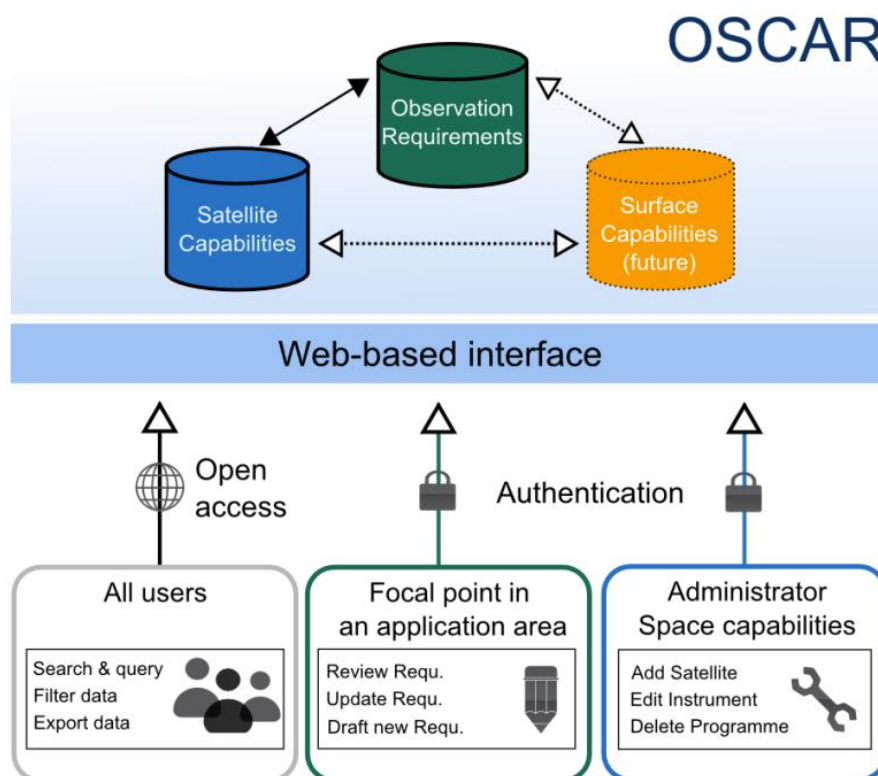 OSCAR
Observation
Requirements
Satellite
Capabilities
Surface
Capabilities
(future)
Web-based interface
Open
access
Authentication
All users
Search & query
Filter data
Export data
Focal point in
an application area
Review Requ.
Update Requ.
Draft new Requ.
Administrator
Space capabilities
Add Satellite
Edit Instrument
Delete Programme